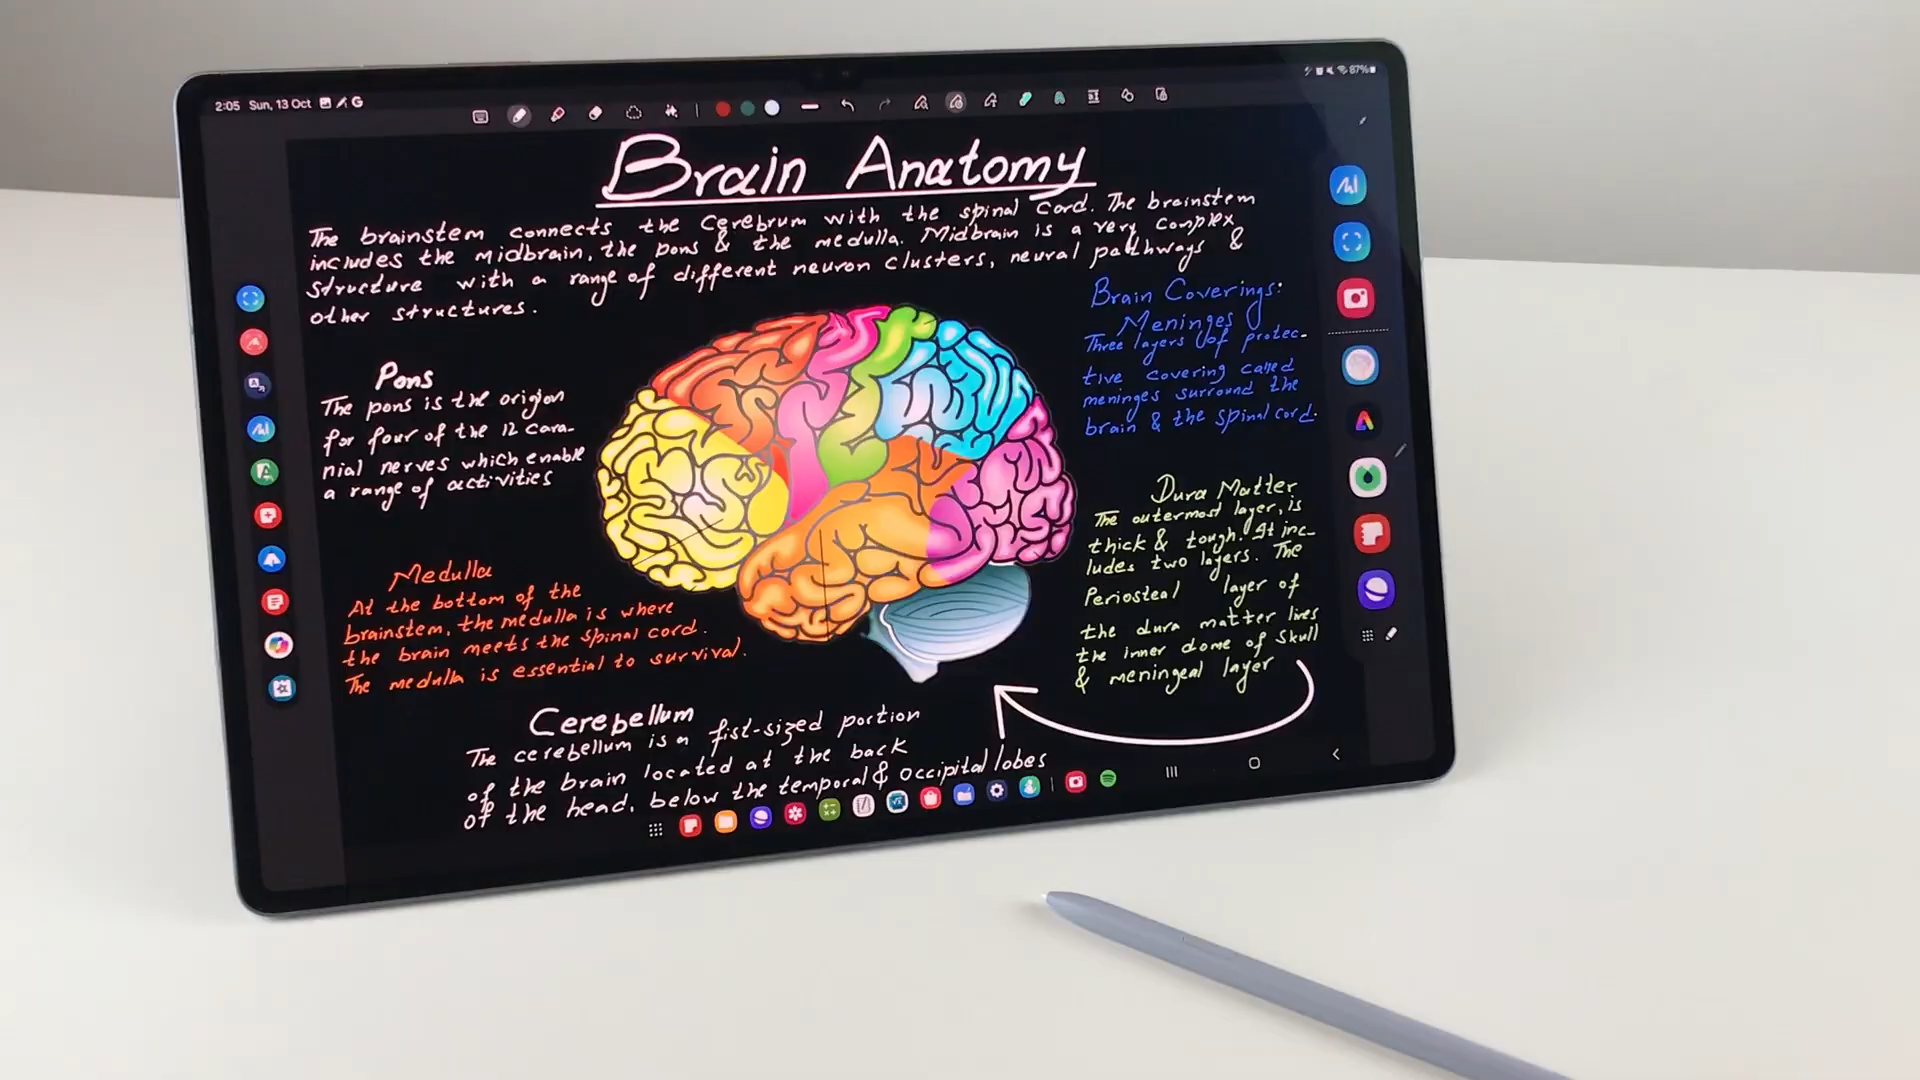 2:05 Sun, 13 Oct G
87%
Brain Anatomy
The brainstem connects the cerebrum with the spinal cord. The brainstem
includes the midbrain, the pons & the medulla. Midbrain is a very complex
structure with a range of different neuron clusters, neural pathways &
other structures.
Pons
The pons is the origion
for four of the 12 cara-
nial nerves which enable
a range of activities
Medulla
At the bottom of the
brainstem, the medulla is where
the brain meets the spinal cord.
The medulla is essential to survival.
Cerebellum
The cerebellum is a fist-sized portion
of the brain located at the back
of the head, below the temporal & occipital lobes
Brain Coverings:
Meninges
Three layers of protec-
tive covering called
meninges surround the
brain & the spinal cord.
Dura Matter
The outermost layer, is
thick & tough. It inc-
ludes two layers. The
Periosteal layer of
the dura matter lines
the inner dome of skull
& meningeal layer